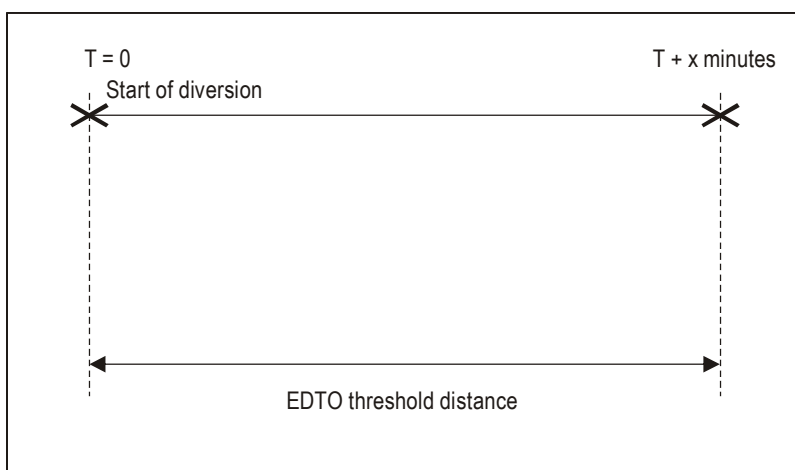 T = 0
T + x minutes
Start of diversion
EDTO threshold distance